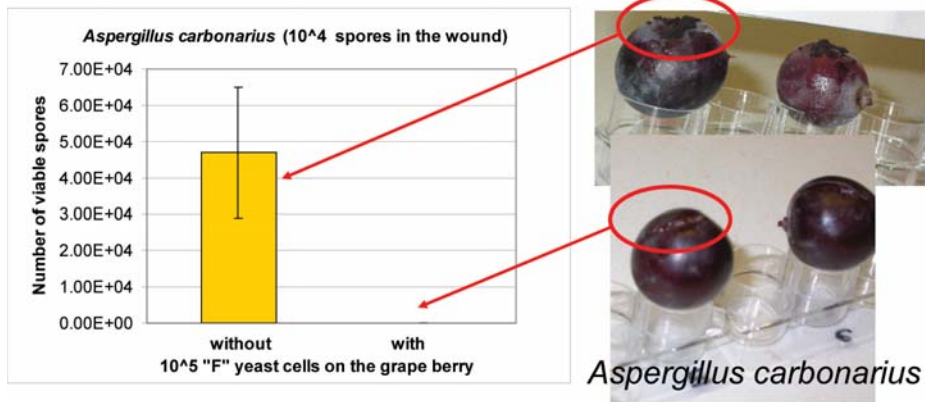 Aspergillus carbonarius (10^4 spores in the wound)
Number of viable spores
7.00E+04
6.00E+04
5.00E+04
4.00E+04
3.00E+04
2.00E+04
1.00E+04
0.00E+00
without
with
10^5 "F" yeast cells on the grape berry
Aspergillus carbonarius